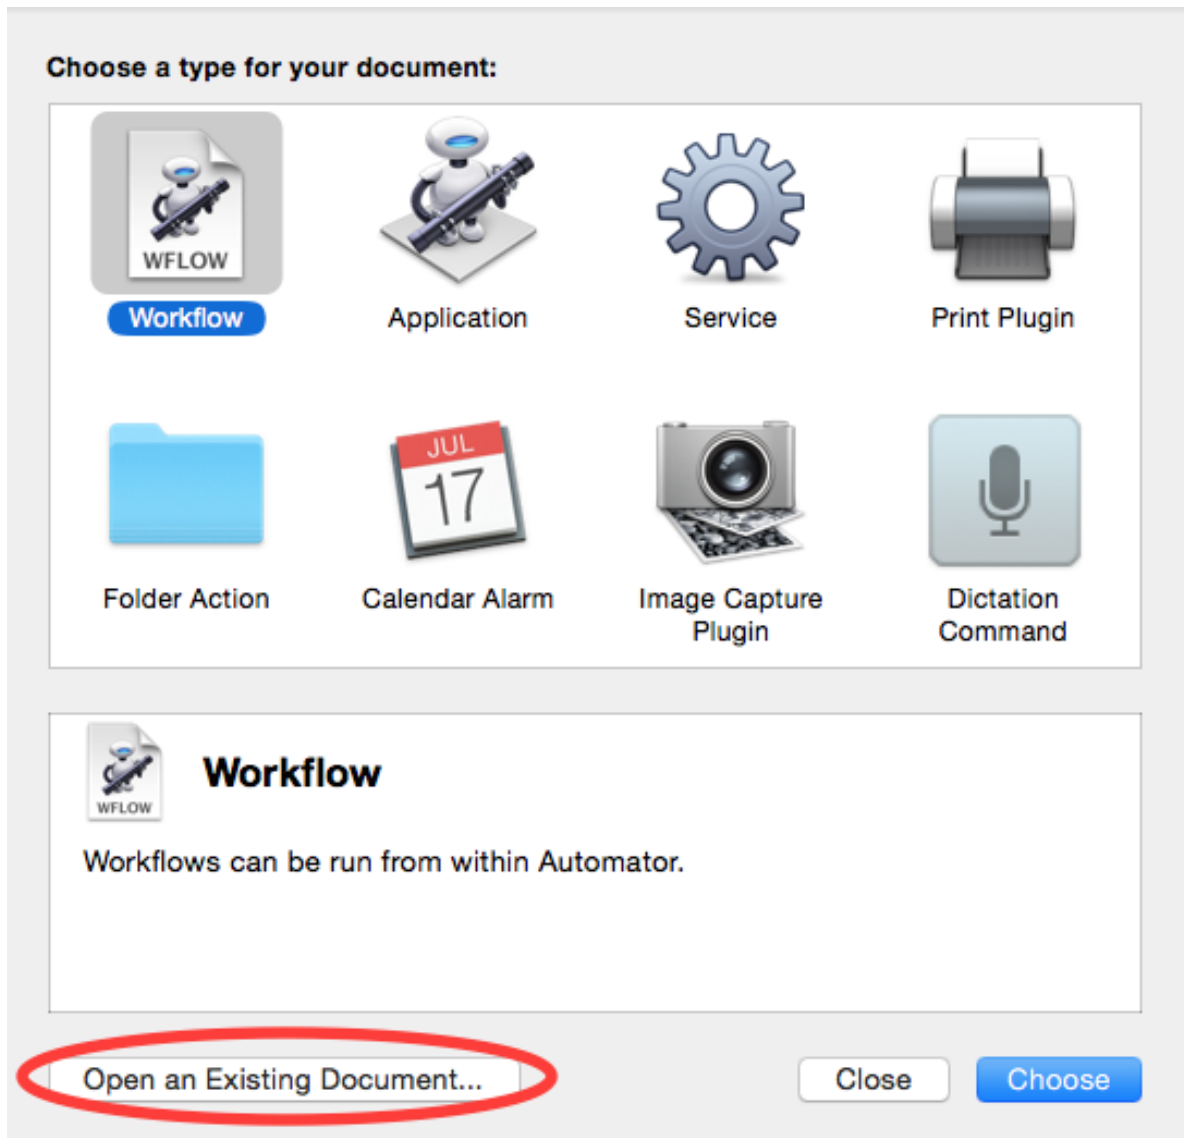 Choose a type for your document:
WFLOW
Workflow
Application
Service
Print Plugin
JUL
17
Folder Action
Calendar Alarm
Image Capture
Plugin
Dictation
Command
WFLOW
Workflow
Workflows can be run from within Automator.
Open an Existing Document...
Close
Choose